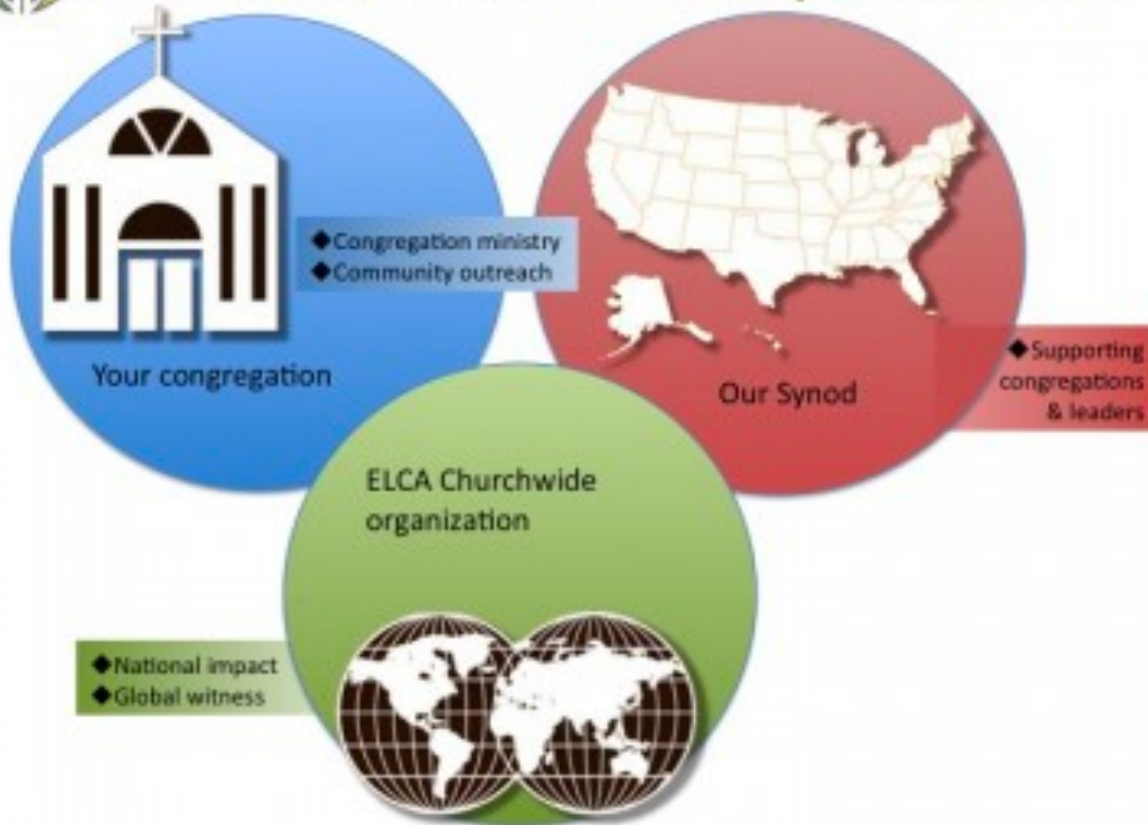 ◆Congregation ministry
◆Community outreach
Your congregation
Our Synod
◆Supporting
congregations
& leaders
ELCA Churchwide
organization
◆National impact
◆Global witness